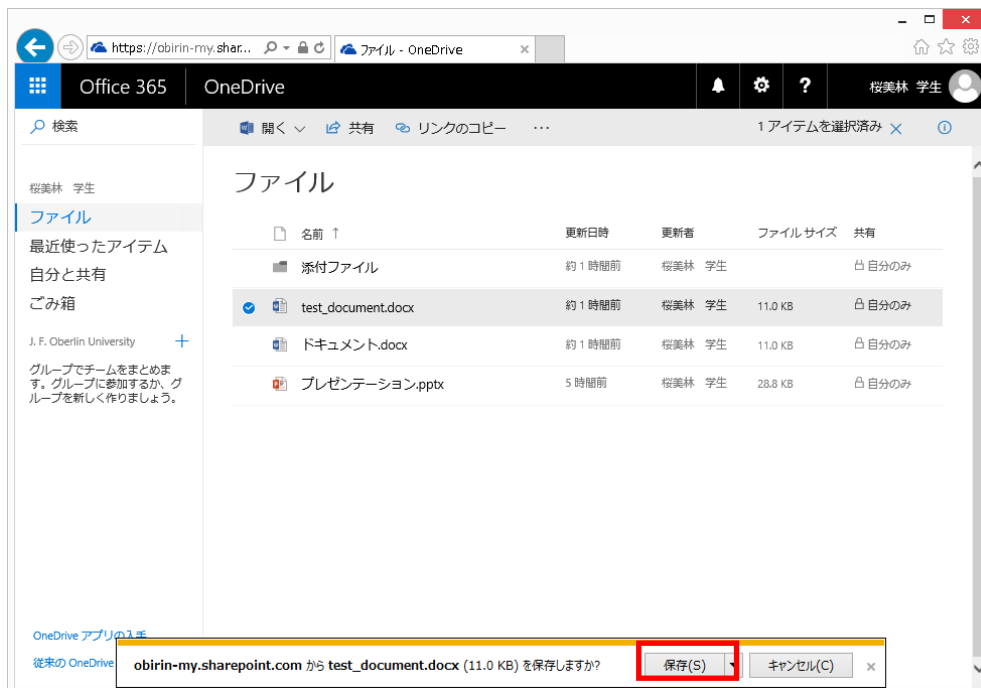 https://obirin-my.shar...
ファイル - OneDrive
Office 365
OneDrive
?
桜美林 学生
検索
開く
共有
リンクのコピー
...
1 アイテムを選択済み
桜美林 学生
ファイル
最近使ったアイテム
自分と共有
ごみ箱
J. F. Oberlin University
グループでチームをまとめま
す。グループに参加するか、グ
ループを新しく作りましょう。
ファイル
名前 ↑ 更新日時 更新者 ファイル サイズ 共有
添付ファイル 約 1 時間前 桜美林 学生 自分のみ
test_document.docx 約 1 時間前 桜美林 学生 11.0 KB 自分のみ
ドキュメント.docx 約 1 時間前 桜美林 学生 11.0 KB 自分のみ
プレゼンテーション.pptx 5 時間前 桜美林 学生 28.8 KB 自分のみ
OneDrive アプリの入手
従来の OneDrive
obirin-my.sharepoint.com から test_document.docx (11.0 KB) を保存しますか?
保存(S)
キャンセル(C)